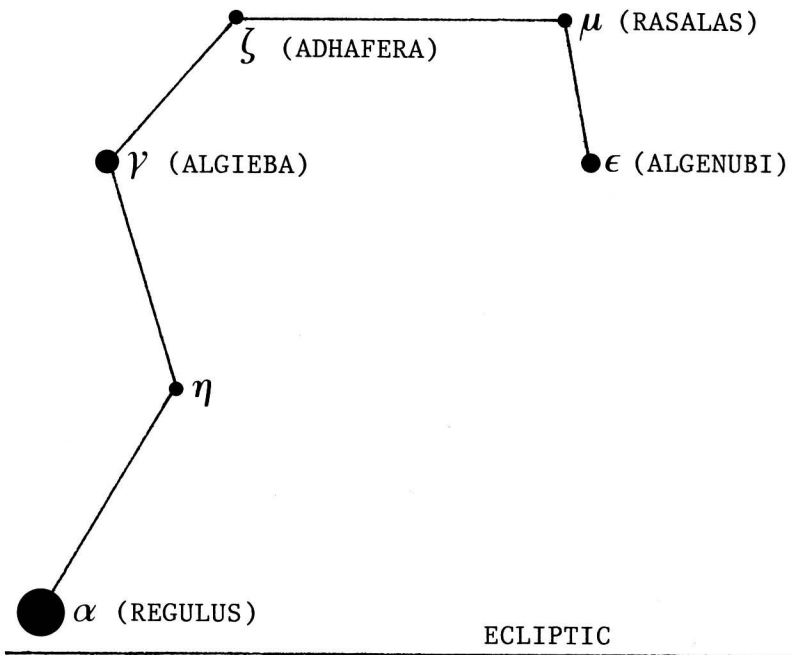 μ (RASALAS)
ζ (ADHAFERA)
γ (ALGIEBA)
ϵ (ALGENUBI)
η
α (REGULUS)
ECLIPTIC